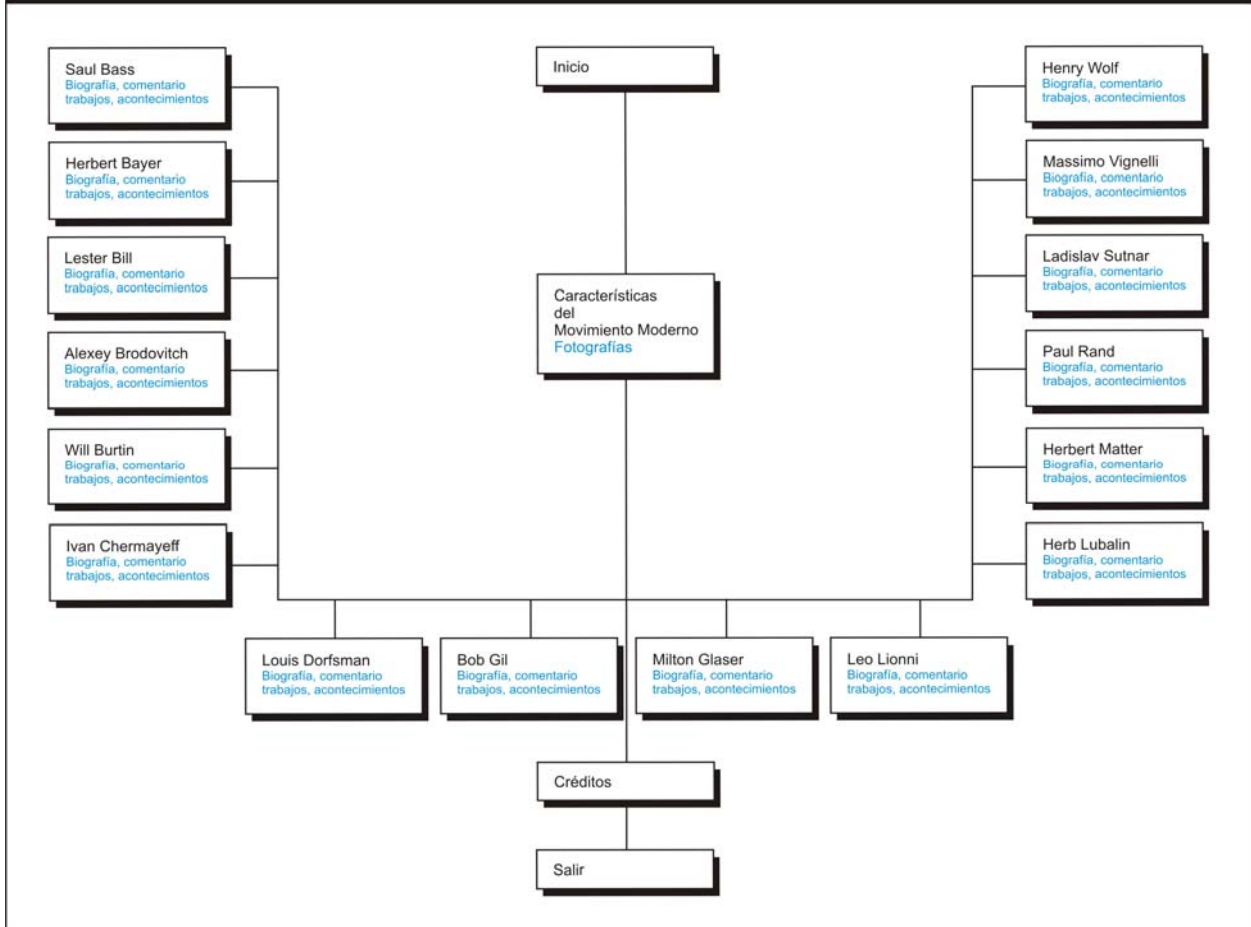 Inicio
Características
del
Movimiento Moderno
Fotografías
Saul Bass
Biografía, comentario
trabajos, acontecimientos
Herbert Bayer
Biografía, comentario
trabajos, acontecimientos
Lester Bill
Biografía, comentario
trabajos, acontecimientos
Alexey Brodovitch
Biografía, comentario
trabajos, acontecimientos
Will Burtin
Biografía, comentario
trabajos, acontecimientos
Ivan Chermayeff
Biografía, comentario
trabajos, acontecimientos
Louis Dorfsman
Biografía, comentario
trabajos, acontecimientos
Bob Gil
Biografía, comentario
trabajos, acontecimientos
Milton Glaser
Biografía, comentario
trabajos, acontecimientos
Leo Lionni
Biografía, comentario
trabajos, acontecimientos
Henry Wolf
Biografía, comentario
trabajos, acontecimientos
Massimo Vignelli
Biografía, comentario
trabajos, acontecimientos
Ladislav Sutnar
Biografía, comentario
trabajos, acontecimientos
Paul Rand
Biografía, comentario
trabajos, acontecimientos
Herbert Matter
Biografía, comentario
trabajos, acontecimientos
Herb Lubalin
Biografía, comentario
trabajos, acontecimientos
Créditos
Salir